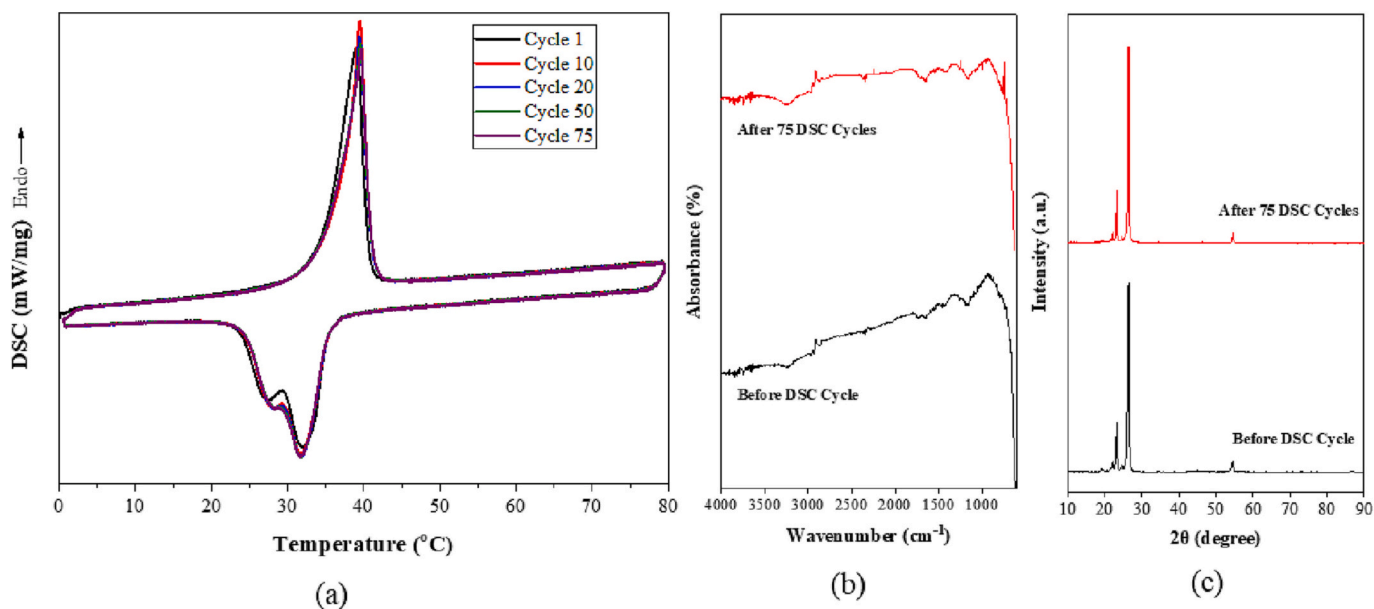 DSC (mW/mg) Endo
Cycle 1
Cycle 10
Cycle 20
Cycle 50
Cycle 75
0 10 20 30 40 50 60 70 80
Temperature (°C)
(a)
Absorbance (%)
After 75 DSC Cycles
Before DSC Cycle
4000 3500 3000 2500 2000 1500 1000
Wavenumber (cm⁻¹)
(b)
Intensity (a.u.)
After 75 DSC Cycles
Before DSC Cycle
10 20 30 40 50 60 70 80 90
2θ (degree)
(c)